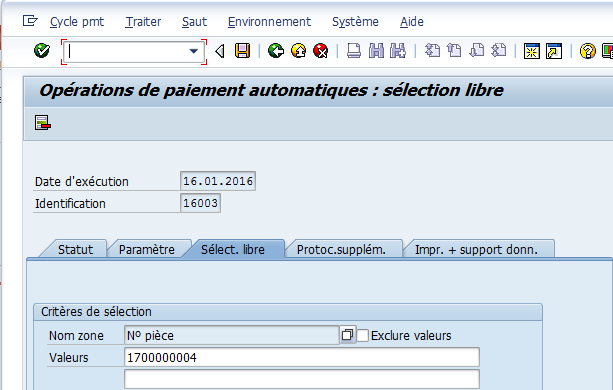 Cycle pmt Traiter Saut Environnement Système Aide
Opérations de paiement automatiques : sélection libre
Date d'exécution 16.01.2016
Identification 16003
Statut Paramètre Sélect. libre Protoc.supplém. Impr. + support donn.
Critères de sélection
Nom zone Nº pièce Exclure valeurs
Valeurs 1700000004